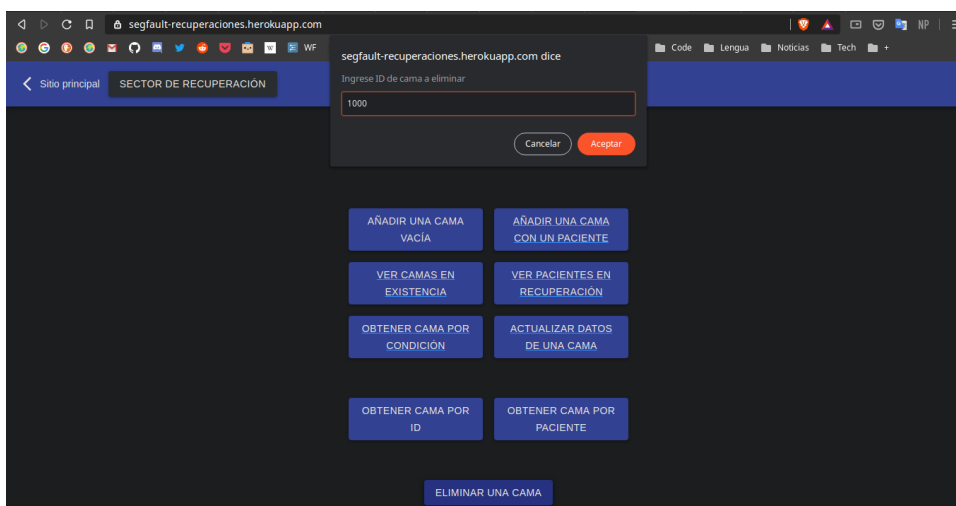 segfault-recuperaciones.herokuapp.com
NP
W
WF
Code Lengua Noticias Tech +
segfault-recuperaciones.herokuapp.com dice
Ingrese ID de cama a eliminar
1000
Cancelar Aceptar
Sitio principal SECTOR DE RECUPERACIÓN
AÑADIR UNA CAMA
VACÍA
AÑADIR UNA CAMA
CON UN PACIENTE
VER CAMAS EN
EXISTENCIA
VER PACIENTES EN
RECUPERACIÓN
OBTENER CAMA POR
CONDICIÓN
ACTUALIZAR DATOS
DE UNA CAMA
OBTENER CAMA POR
ID
OBTENER CAMA POR
PACIENTE
ELIMINAR UNA CAMA